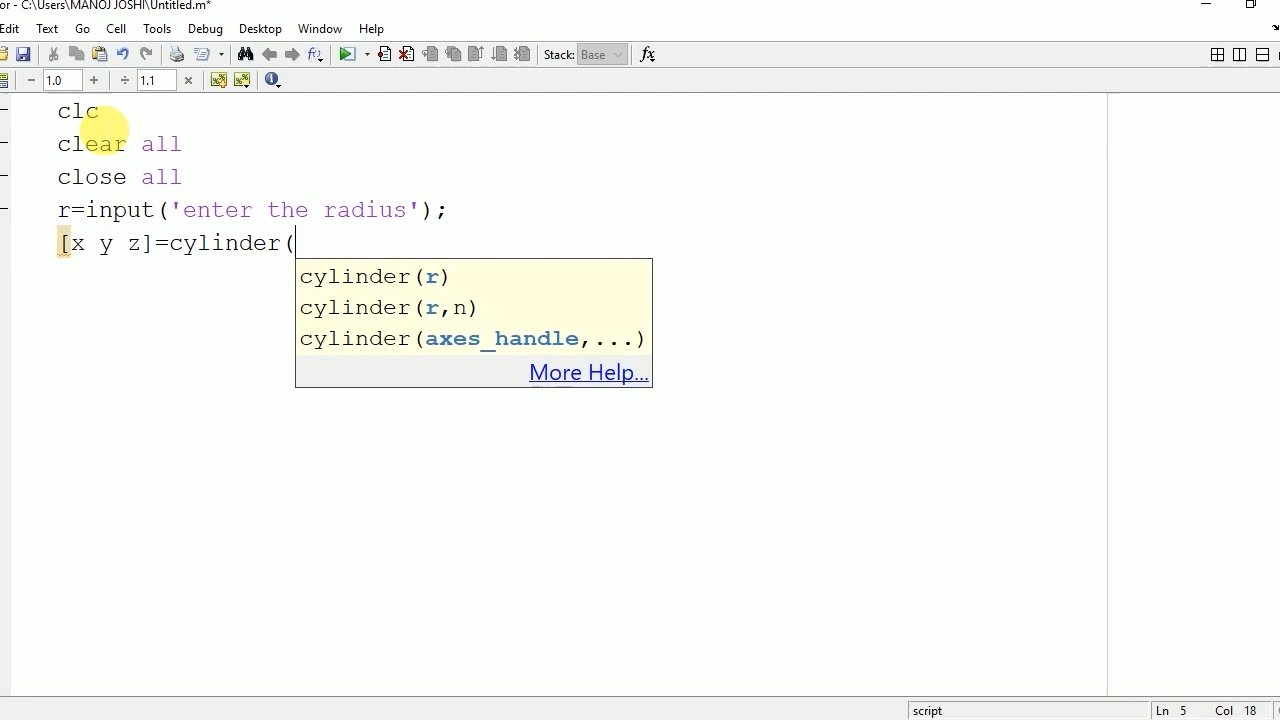 or - C:\Users\MANOJ JOSHI\Untitled.m*
Edit Text Go Cell Tools Debug Desktop Window Help
Stack: Base fx
1.0 1.1
clc
clear all
close all
r=input('enter the radius');
[x y z]=cylinder(
cylinder(r)
cylinder(r,n)
cylinder(axes_handle,...)
More Help...
script Ln 5 Col 18